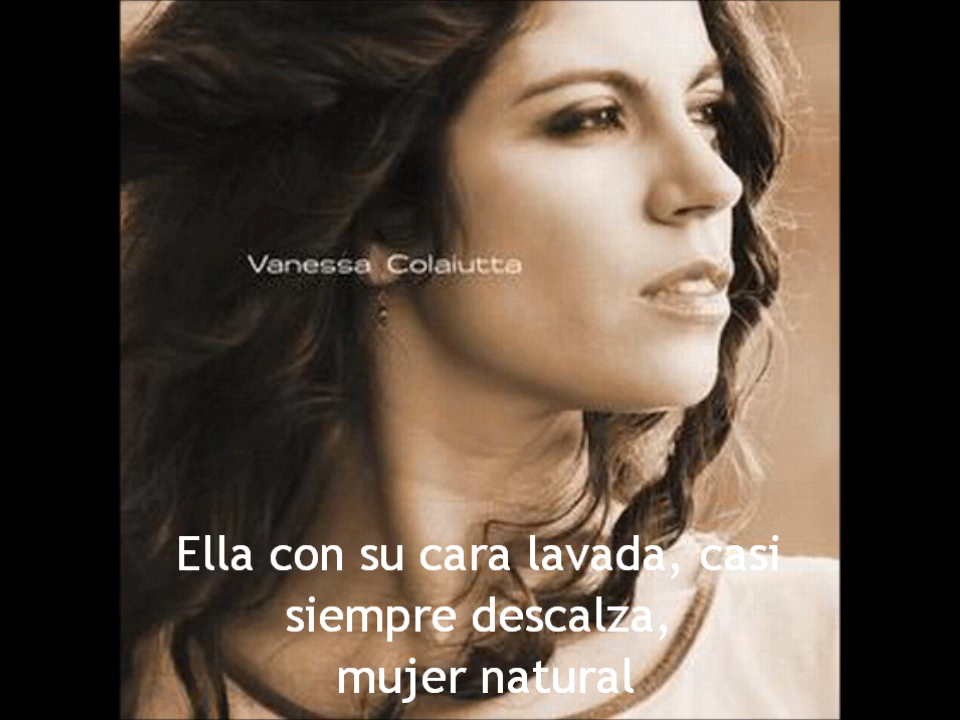 Vanessa Colaiutta
Ella con su cara lavada, casi
siempre descalza,
mujer natural